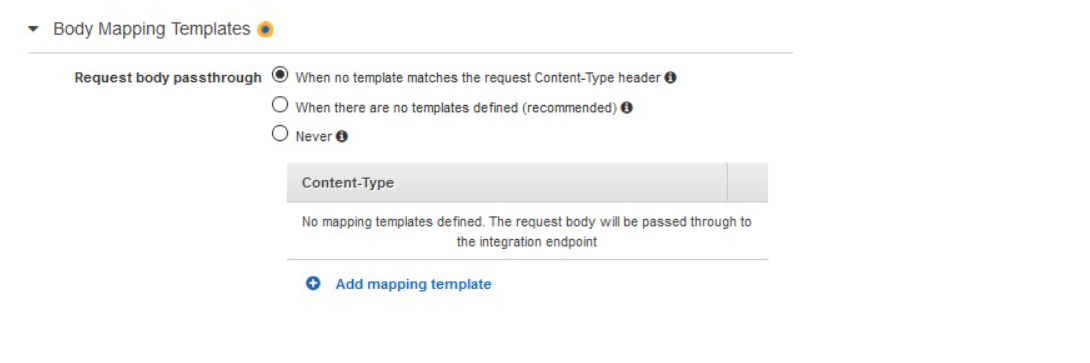 Body Mapping Templates
Request body passthrough When no template matches the request Content-Type header
When there are no templates defined (recommended)
Never
Content-Type
No mapping templates defined. The request body will be passed through to
the integration endpoint
Add mapping template